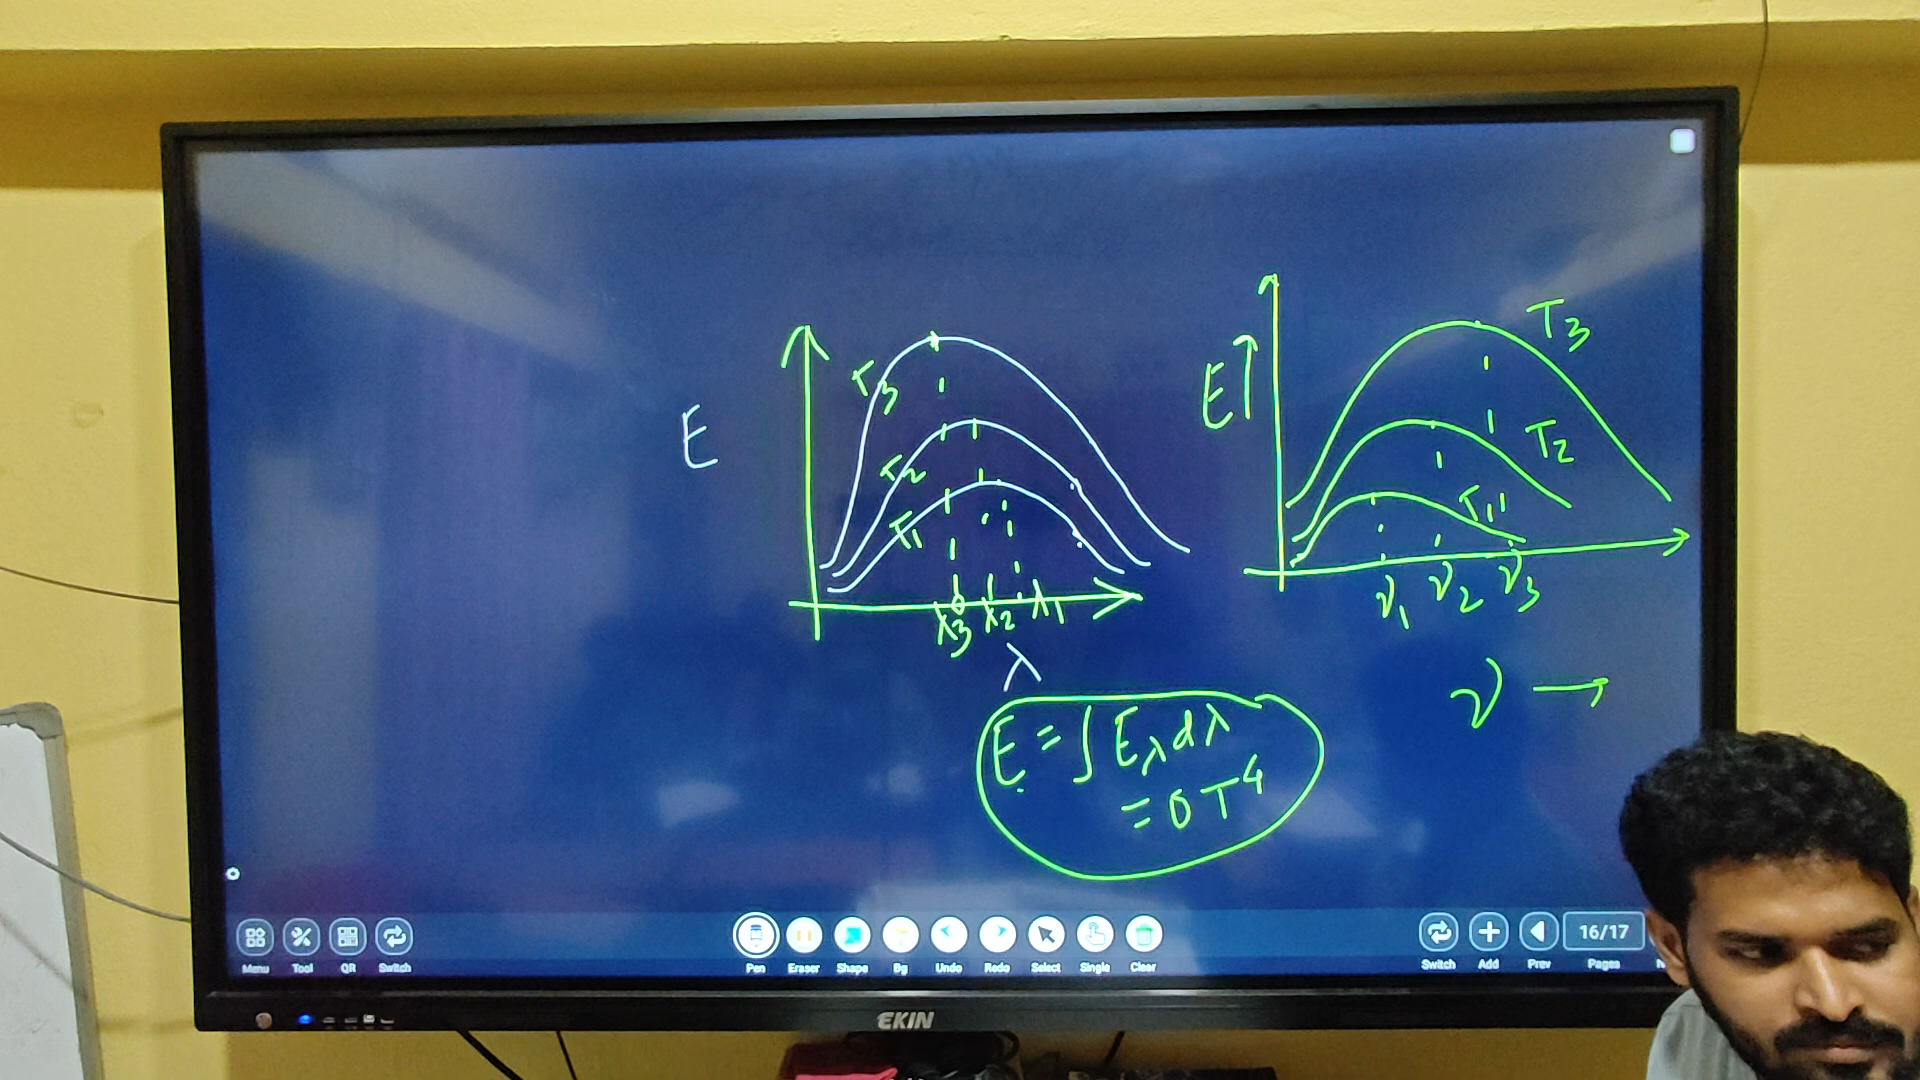 E
T3
T2
T1
λ3 λ2 λ1
λ
E
T3
T2
T1
ν1 ν2 ν3
ν →
E = ∫ Eλ dλ
= σ T⁴
Menu Tool QR Switch
Pen Eraser Shape Bg Undo Redo Select Single Clear
Switch Add Prev Pages
16/17
EKIN